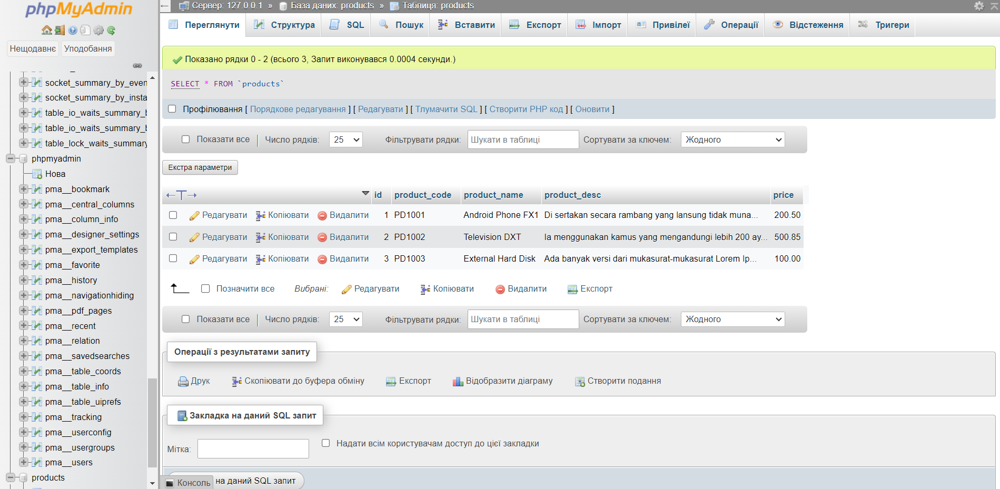 phpMyAdmin
Нещодавнє Уподобання
socket_summary_by_even
socket_summary_by_insta
table_io_waits_summary_b
table_io_waits_summary_b
table_lock_waits_summary
phpmyadmin
Нова
pma__bookmark
pma__central_columns
pma__column_info
pma__designer_settings
pma__export_templates
pma__favorite
pma__history
pma__navigationhiding
pma__pdf_pages
pma__recent
pma__relation
pma__savedsearches
pma__table_coords
pma__table_info
pma__table_uiprefs
pma__tracking
pma__userconfig
pma__usergroups
pma__users
products
Сервер: 127.0.0.1 » База даних: products » Таблиця: products
Переглянути Структура SQL Пошук Вставити Експорт Імпорт Привілеї Операції Відстеження Тригери
Показано рядки 0 - 2 (всього 3, Запит виконувався 0.0004 секунди.)
SELECT * FROM `products`
Профілювання [ Порядкове редагування ] [ Редагувати ] [ Тлумачити SQL ] [ Створити PHP код ] [ Оновити ]
Показати все Число рядків: 25 Фільтрувати рядки: Шукати в таблиці Сортувати за ключем: Жодного
Екстра параметри
←T→ id product_code product_name product_desc price
Редагувати Копіювати Видалити 1 PD1001 Android Phone FX1 Di sertakan secara rambang yang lansung tidak muna... 200.50
Редагувати Копіювати Видалити 2 PD1002 Television DXT Ia menggunakan kamus yang mengandungi lebih 200 ay... 500.85
Редагувати Копіювати Видалити 3 PD1003 External Hard Disk Ada banyak versi dari mukasurat-mukasurat Lorem Ip... 100.00
Позначити все Вибрані: Редагувати Копіювати Видалити Експорт
Показати все Число рядків: 25 Фільтрувати рядки: Шукати в таблиці Сортувати за ключем: Жодного
Операції з результатами запиту
Друк Скопіювати до буфера обміну Експорт Відобразити діаграму Створити подання
Закладка на даний SQL запит
Мітка: Надати всім користувачам доступ до цієї закладки
Консоль на даний SQL запит